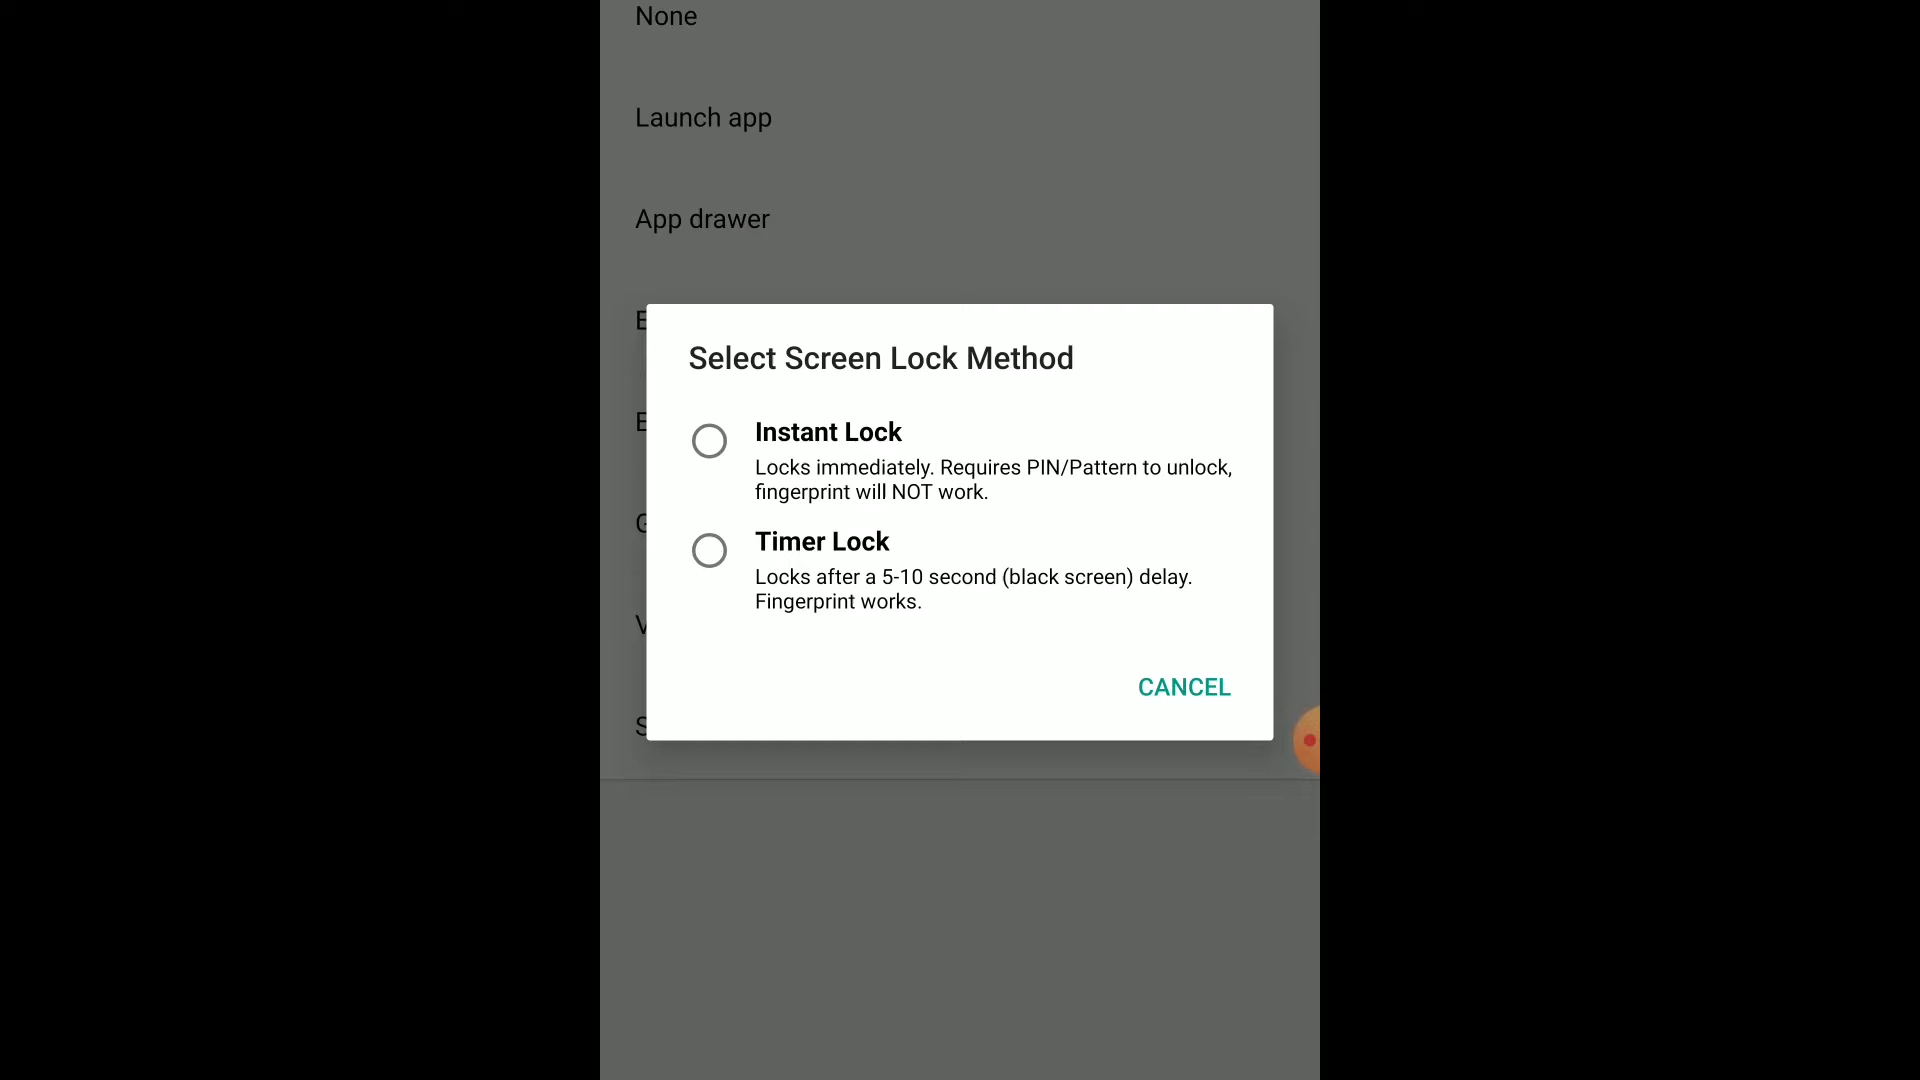 None
Launch app
App drawer
Select Screen Lock Method
Instant Lock
Locks immediately. Requires PIN/Pattern to unlock,
fingerprint will NOT work.
Timer Lock
Locks after a 5-10 second (black screen) delay.
Fingerprint works.
CANCEL